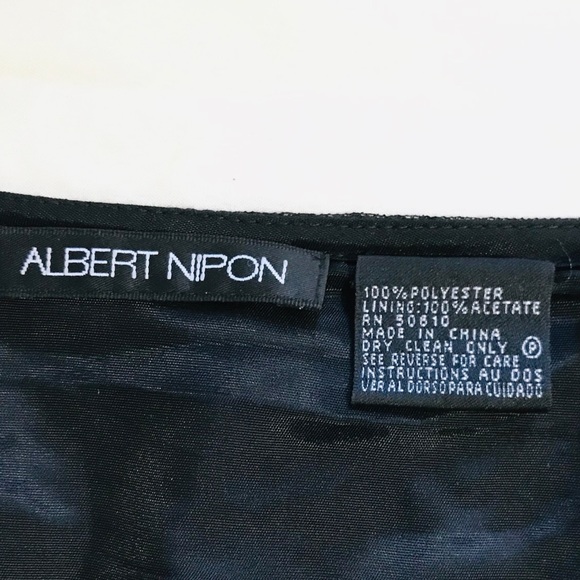 ALBERT NIPON
100% POLYESTER
LINING:100% ACETATE
RN 50810
MADE IN CHINA
DRY CLEAN ONLY Ⓟ
SEE REVERSE FOR CARE
INSTRUCTIONS AU DOS
VER AL DORSO PARA CUIDADO